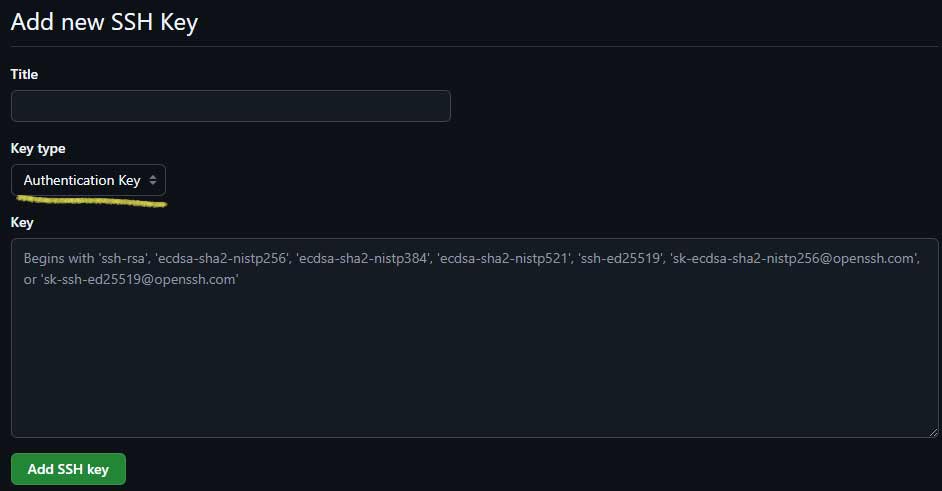 Add new SSH Key
Title
Key type
Authentication Key
Key
Begins with 'ssh-rsa', 'ecdsa-sha2-nistp256', 'ecdsa-sha2-nistp384', 'ecdsa-sha2-nistp521', 'ssh-ed25519', 'sk-ecdsa-sha2-nistp256@openssh.com',
or 'sk-ssh-ed25519@openssh.com'
Add SSH key